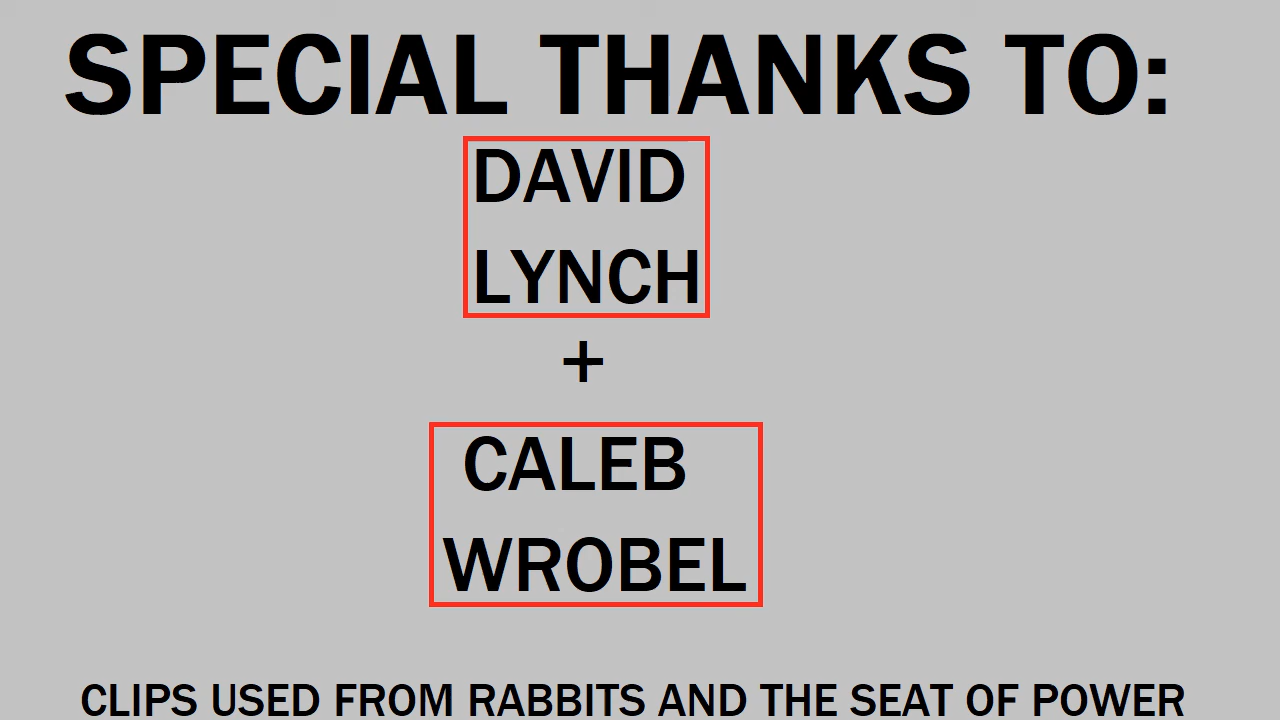 SPECIAL THANKS TO:
DAVID
LYNCH
+
CALEB
WROBEL
CLIPS USED FROM RABBITS AND THE SEAT OF POWER